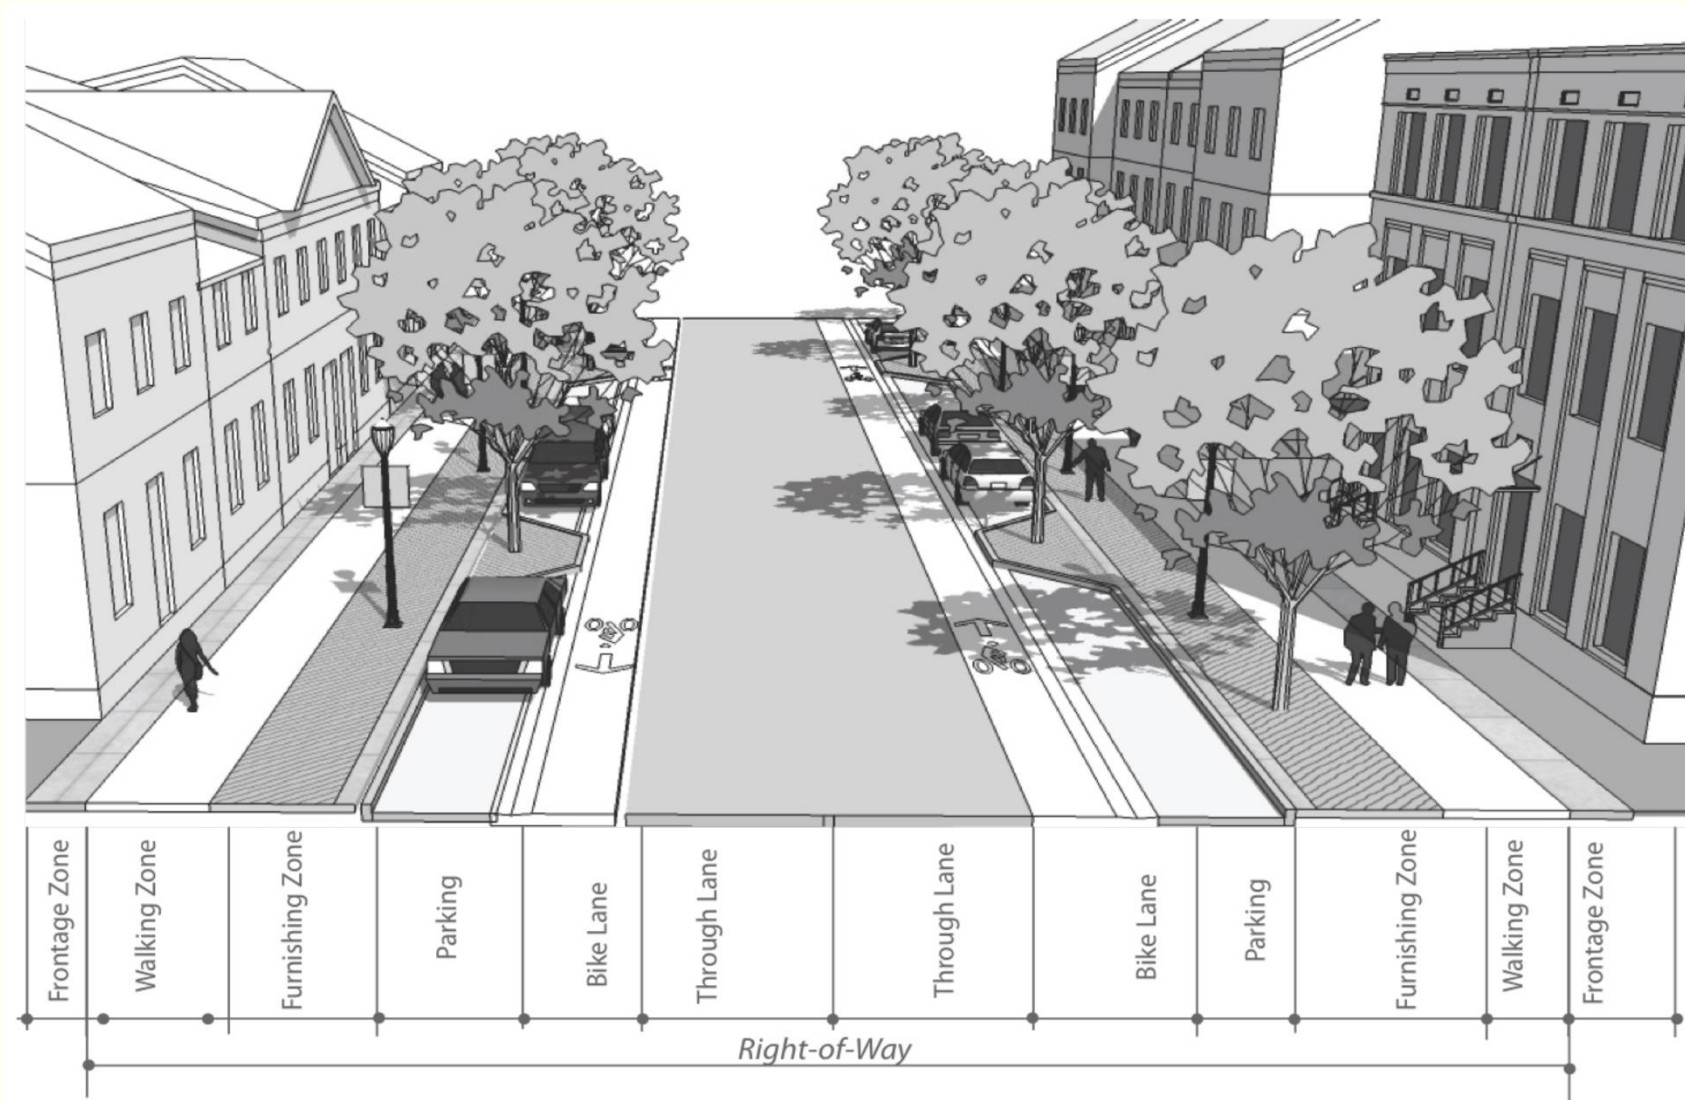 Frontage Zone
Walking Zone
Furnishing Zone
Parking
Bike Lane
Through Lane
Through Lane
Bike Lane
Parking
Furnishing Zone
Walking Zone
Frontage Zone
Right-of-Way